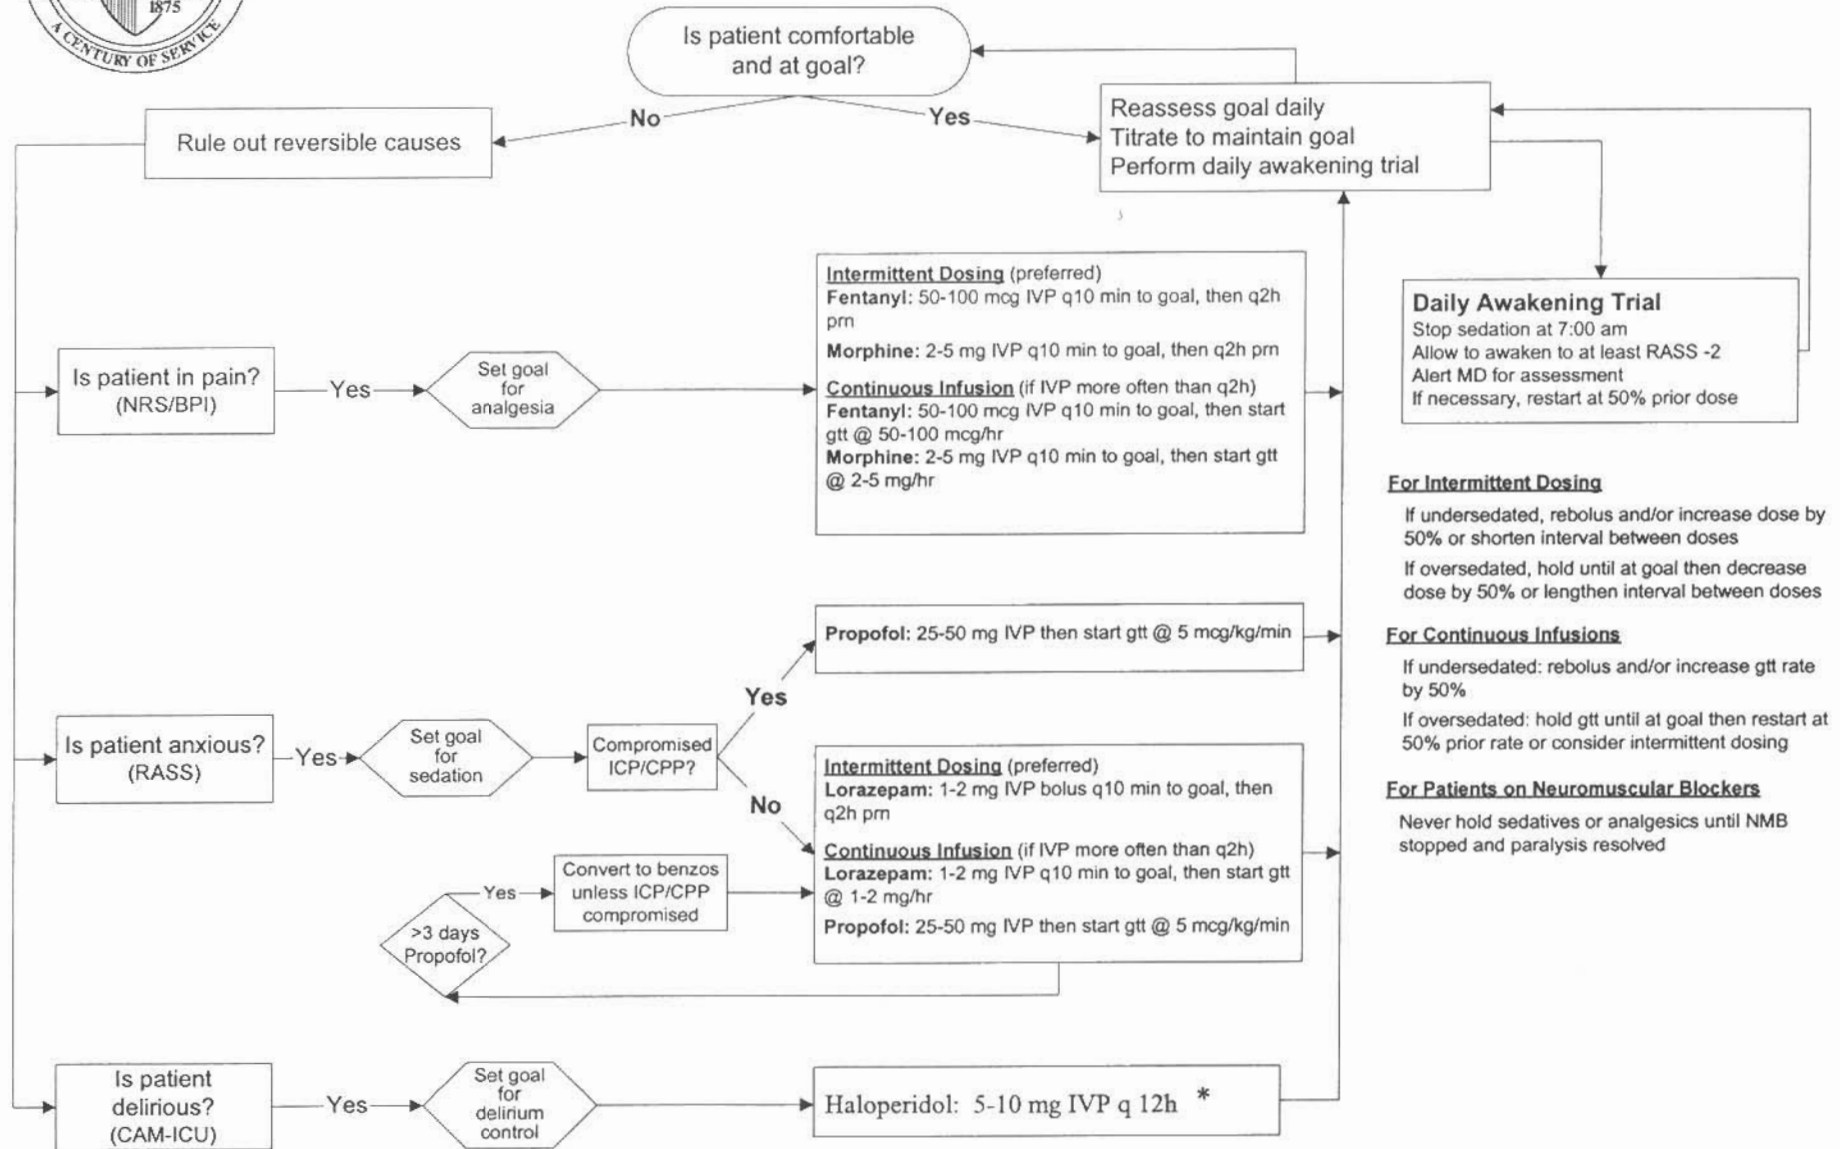 1875
A CENTURY OF SERVICE
Is patient comfortable
and at goal?
No
Yes
Rule out reversible causes
Reassess goal daily
Titrate to maintain goal
Perform daily awakening trial
Daily Awakening Trial
Stop sedation at 7:00 am
Allow to awaken to at least RASS -2
Alert MD for assessment
If necessary, restart at 50% prior dose
Is patient in pain?
(NRS/BPI)
Yes
Set goal
for
analgesia
Intermittent Dosing (preferred)
Fentanyl: 50-100 mcg IVP q10 min to goal, then q2h
prn
Morphine: 2-5 mg IVP q10 min to goal, then q2h prn
Continuous Infusion (if IVP more often than q2h)
Fentanyl: 50-100 mcg IVP q10 min to goal, then start
gtt @ 50-100 mcg/hr
Morphine: 2-5 mg IVP q10 min to goal, then start gtt
@ 2-5 mg/hr
For Intermittent Dosing
If undersedated, rebolus and/or increase dose by
50% or shorten interval between doses
If oversedated, hold until at goal then decrease
dose by 50% or lengthen interval between doses
For Continuous Infusions
If undersedated: rebolus and/or increase gtt rate
by 50%
If oversedated: hold gtt until at goal then restart at
50% prior rate or consider intermittent dosing
For Patients on Neuromuscular Blockers
Never hold sedatives or analgesics until NMB
stopped and paralysis resolved
Is patient anxious?
(RASS)
Yes
Set goal
for
sedation
Compromised
ICP/CPP?
Yes
No
Propofol: 25-50 mg IVP then start gtt @ 5 mcg/kg/min
Intermittent Dosing (preferred)
Lorazepam: 1-2 mg IVP bolus q10 min to goal, then
q2h prn
Continuous Infusion (if IVP more often than q2h)
Lorazepam: 1-2 mg IVP q10 min to goal, then start gtt
@ 1-2 mg/hr
Propofol: 25-50 mg IVP then start gtt @ 5 mcg/kg/min
>3 days
Propofol?
Yes
Convert to benzos
unless ICP/CPP
compromised
Is patient
delirious?
(CAM-ICU)
Yes
Set goal
for
delirium
control
Haloperidol: 5-10 mg IVP q 12h *